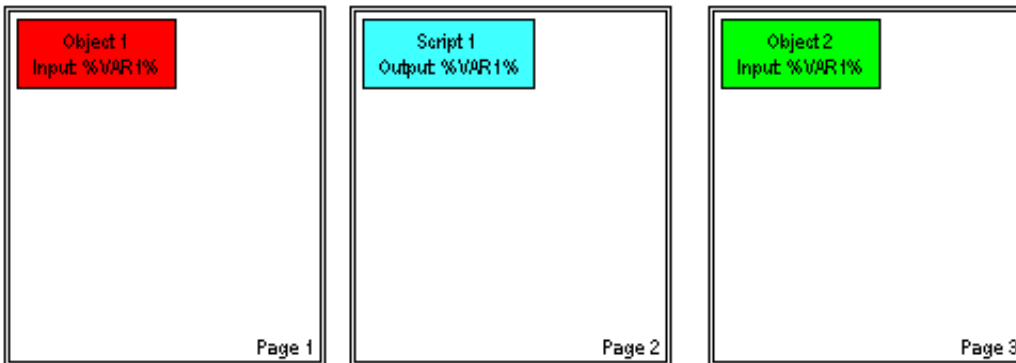 Object 1
Input: %VAR1%
Page 1
Script 1
Output: %VAR1%
Page 2
Object 2
Input: %VAR1%
Page 3